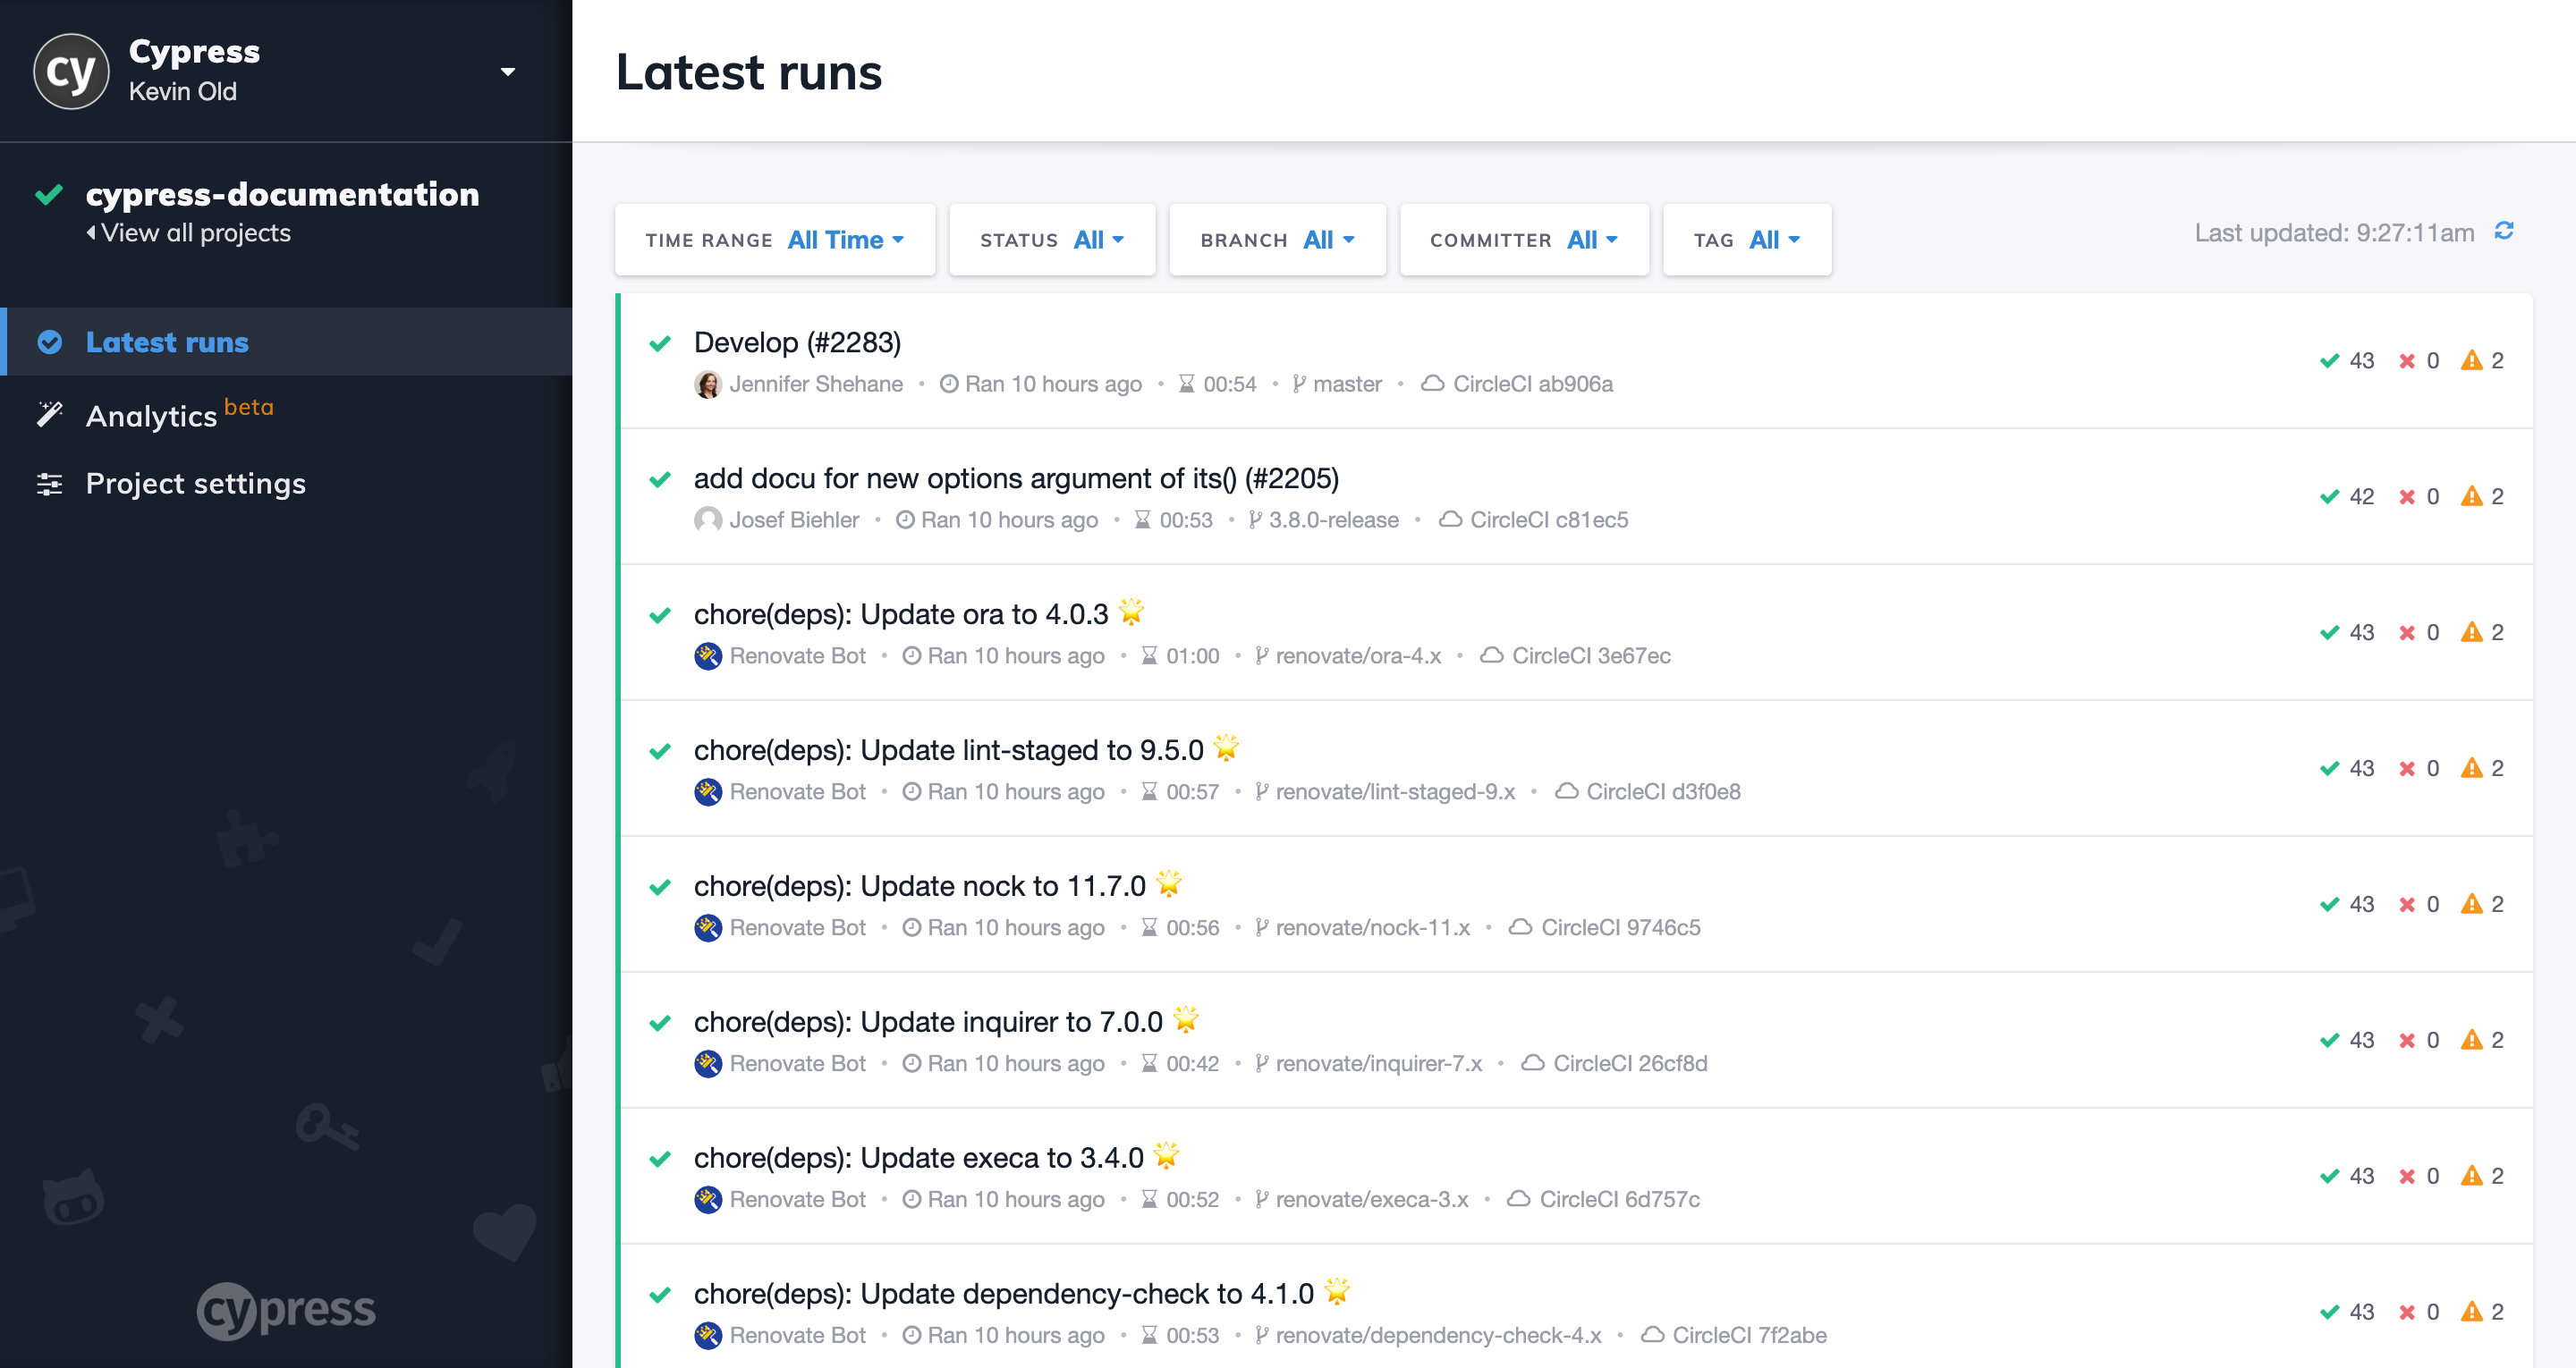 cy
Cypress
Kevin Old
cypress-documentation
View all projects
Latest runs
Analytics beta
Project settings
cypress
Latest runs
TIME RANGE All Time
STATUS All
BRANCH All
COMMITTER All
TAG All
Last updated: 9:27:11am
Develop (#2283)
Jennifer Shehane • Ran 10 hours ago • 00:54 • master • CircleCI ab906a
43 0 2
add docu for new options argument of its() (#2205)
Josef Biehler • Ran 10 hours ago • 00:53 • 3.8.0-release • CircleCI c81ec5
42 0 2
chore(deps): Update ora to 4.0.3 🌟
Renovate Bot • Ran 10 hours ago • 01:00 • renovate/ora-4.x • CircleCI 3e67ec
43 0 2
chore(deps): Update lint-staged to 9.5.0 🌟
Renovate Bot • Ran 10 hours ago • 00:57 • renovate/lint-staged-9.x • CircleCI d3f0e8
43 0 2
chore(deps): Update nock to 11.7.0 🌟
Renovate Bot • Ran 10 hours ago • 00:56 • renovate/nock-11.x • CircleCI 9746c5
43 0 2
chore(deps): Update inquirer to 7.0.0 🌟
Renovate Bot • Ran 10 hours ago • 00:42 • renovate/inquirer-7.x • CircleCI 26cf8d
43 0 2
chore(deps): Update execa to 3.4.0 🌟
Renovate Bot • Ran 10 hours ago • 00:52 • renovate/execa-3.x • CircleCI 6d757c
43 0 2
chore(deps): Update dependency-check to 4.1.0 🌟
Renovate Bot • Ran 10 hours ago • 00:53 • renovate/dependency-check-4.x • CircleCI 7f2abe
43 0 2